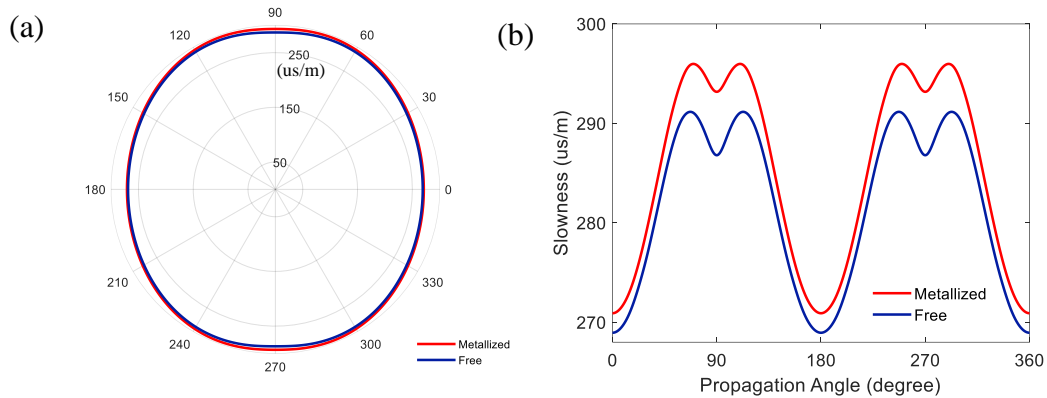 (a)
90
120
60
250
(us/m)
150
30
150
50
180
0
210
330
240
300
270
Metallized
Free
(b)
300
290
280
270
Slowness (us/m)
Metallized
Free
0
90
180
270
360
Propagation Angle (degree)